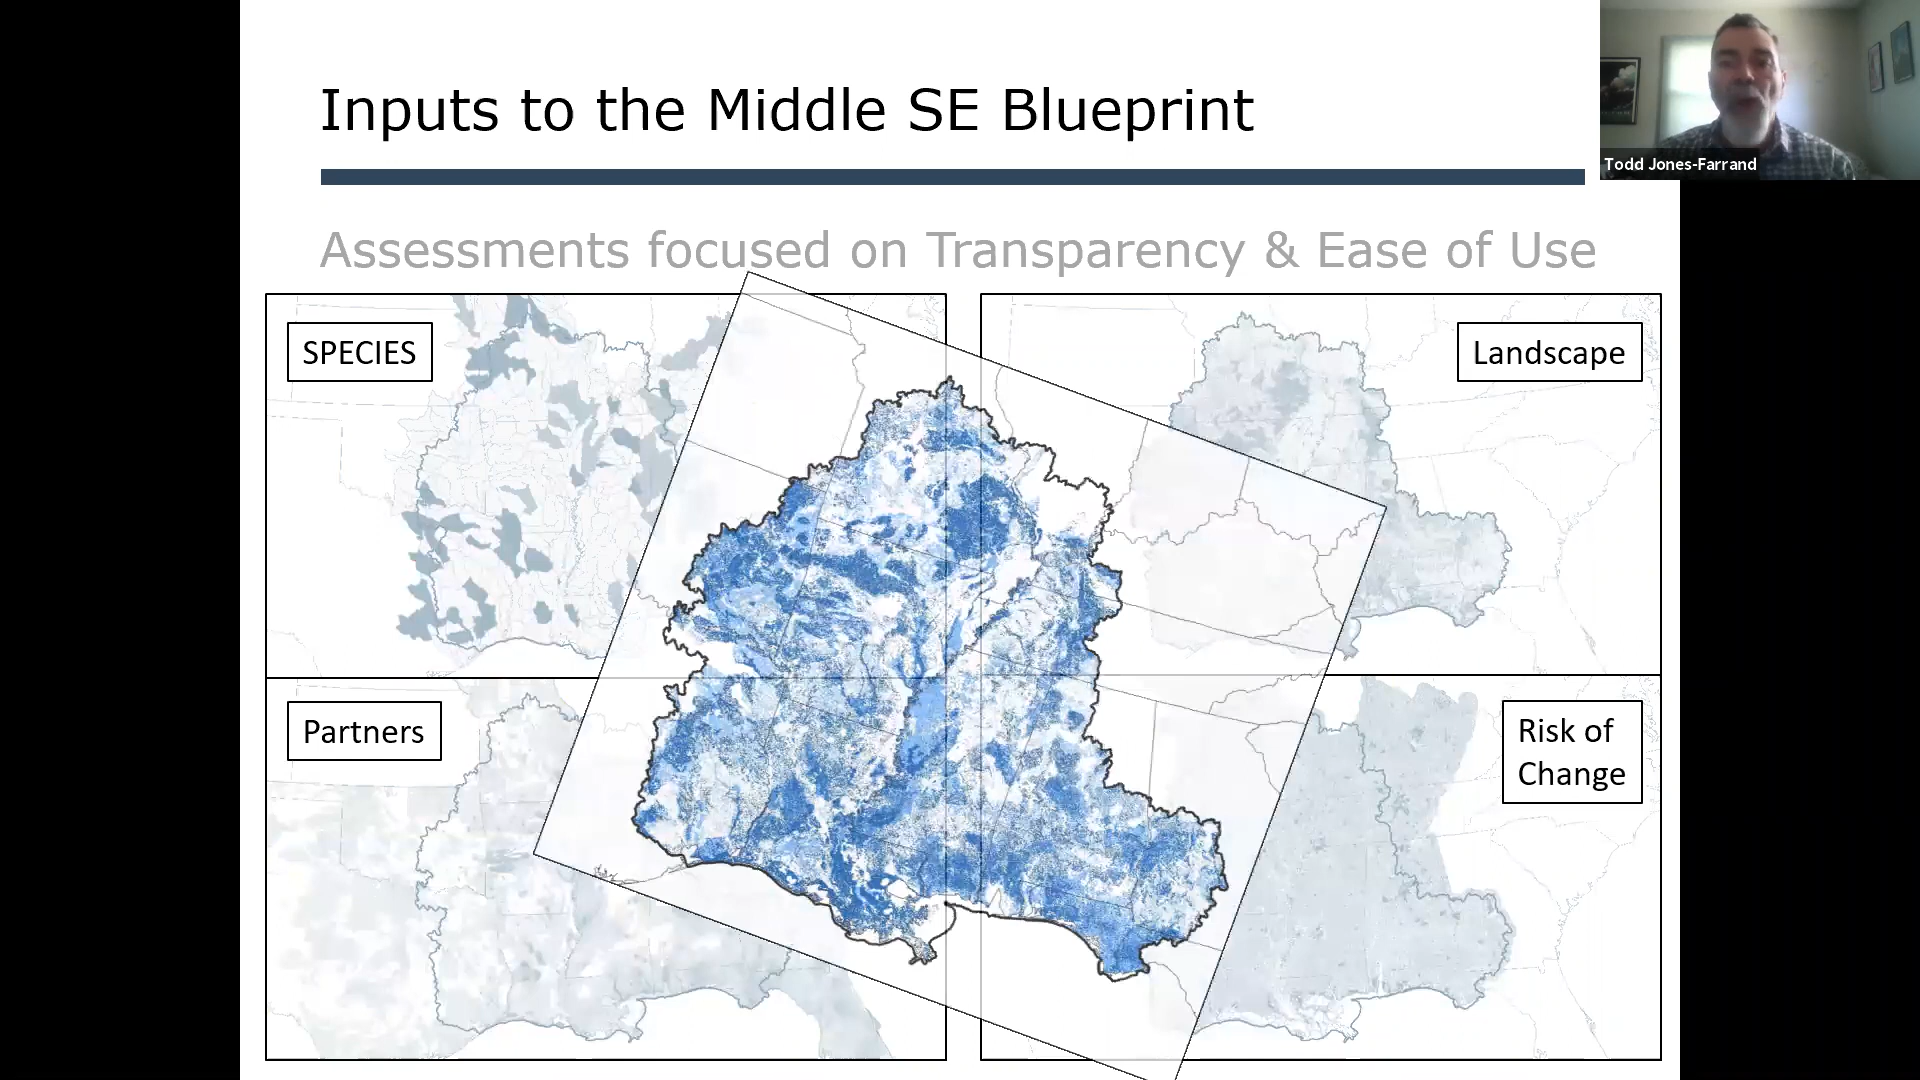 Inputs to the Middle SE Blueprint
Todd Jones-Farrand
Assessments focused on Transparency & Ease of Use
SPECIES
Landscape
Partners
Risk of
Change